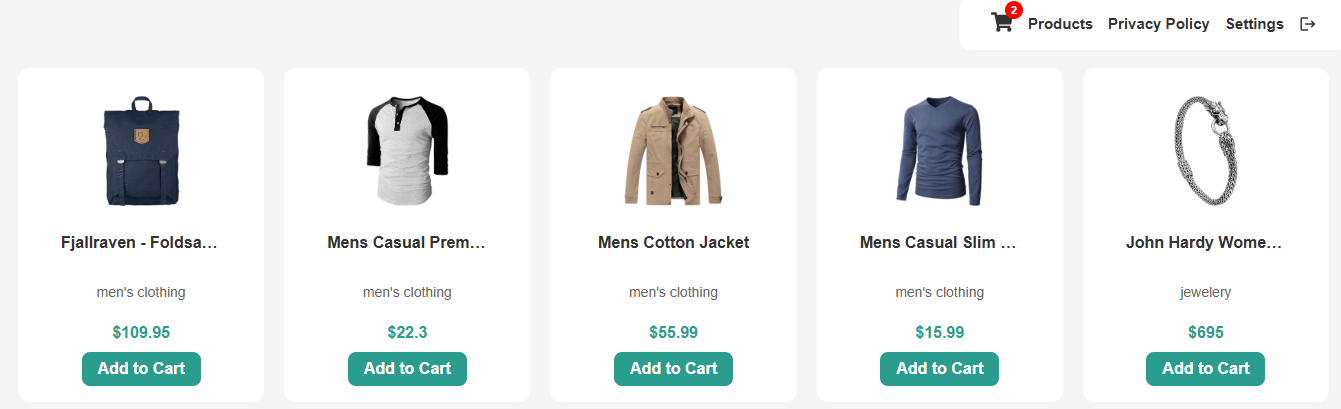 2
Products Privacy Policy Settings
Fjallraven - Foldsa...
men's clothing
$109.95
Add to Cart
Mens Casual Prem...
men's clothing
$22.3
Add to Cart
Mens Cotton Jacket
men's clothing
$55.99
Add to Cart
Mens Casual Slim ...
men's clothing
$15.99
Add to Cart
John Hardy Wome...
jewelery
$695
Add to Cart